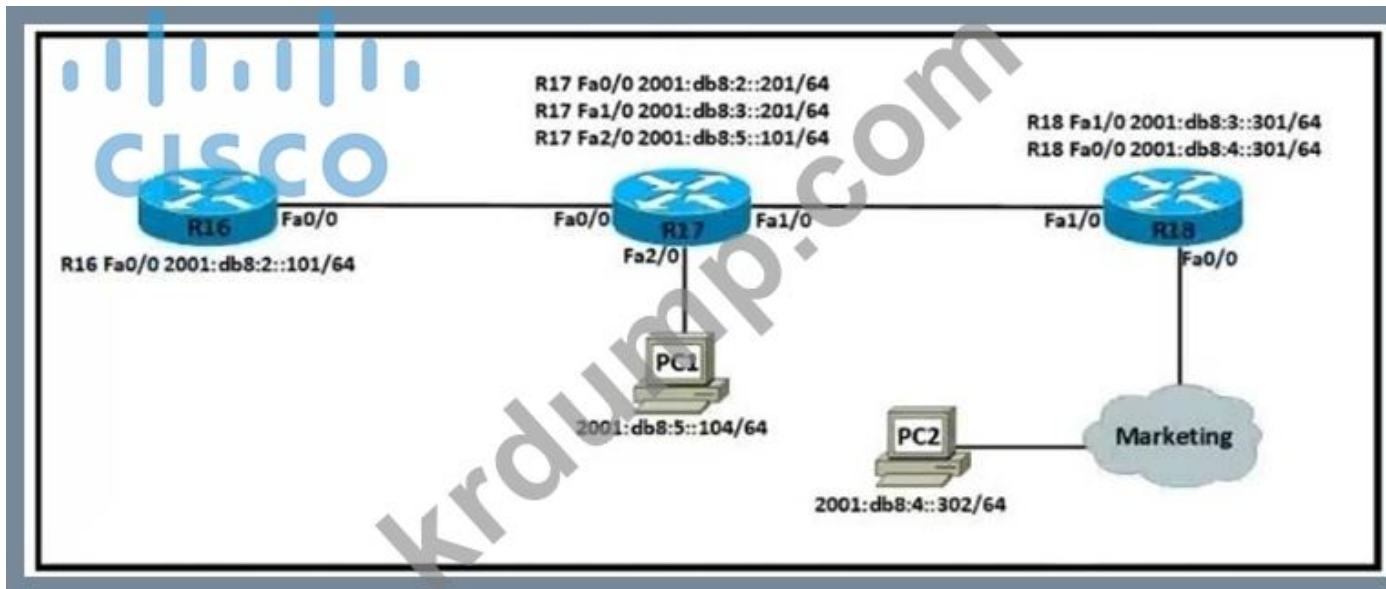 R17 Fa0/0 2001:db8:2::201/64
R17 Fa1/0 2001:db8:3::201/64
R17 Fa2/0 2001:db8:5::101/64
R18 Fa1/0 2001:db8:3::301/64
R18 Fa0/0 2001:db8:4::301/64
CISCO
R16
Fa0/0
Fa0/0
R17
Fa1/0
Fa1/0
R18
Fa2/0
Fa0/0
R16 Fa0/0 2001:db8:2::101/64
PC1
2001:db8:5::104/64
PC2
Marketing
2001:db8:4::302/64
krdump.com